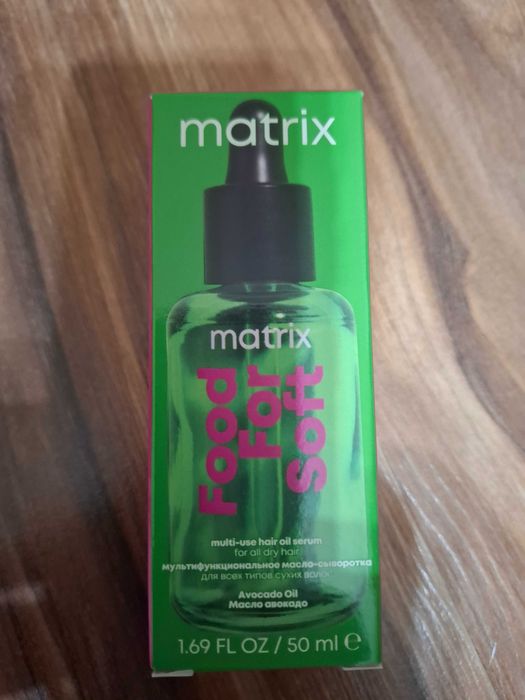 matrix
matrix
Food
For
soft
multi-use hair oil serum
for all dry hair
мультифункциональное масло-сыворотка
для всех типов сухих волос
Avocado Oil
Масло авокадо
1.69 FL OZ / 50 ml ℮